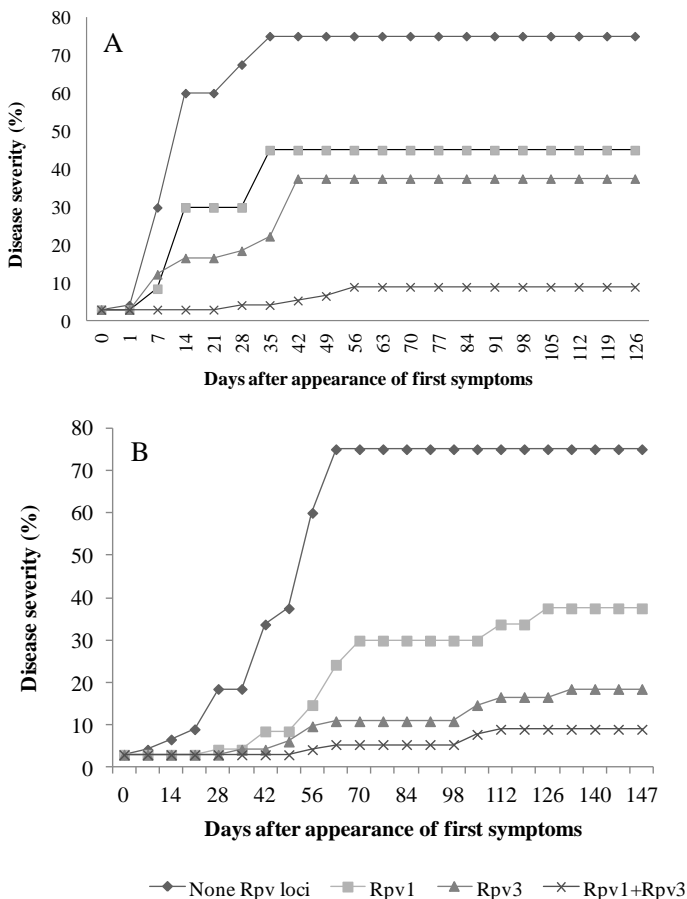 A
Disease severity (%)
80
70
60
50
40
30
20
10
0
0 1 7 14 21 28 35 42 49 56 63 70 77 84 91 98 105 112 119 126
Days after appearance of first symptoms
B
Disease severity (%)
80
70
60
50
40
30
20
10
0
0 14 28 42 56 70 84 98 112 126 140 147
Days after appearance of first symptoms
None Rpv loci Rpv1 Rpv3 Rpv1+Rpv3